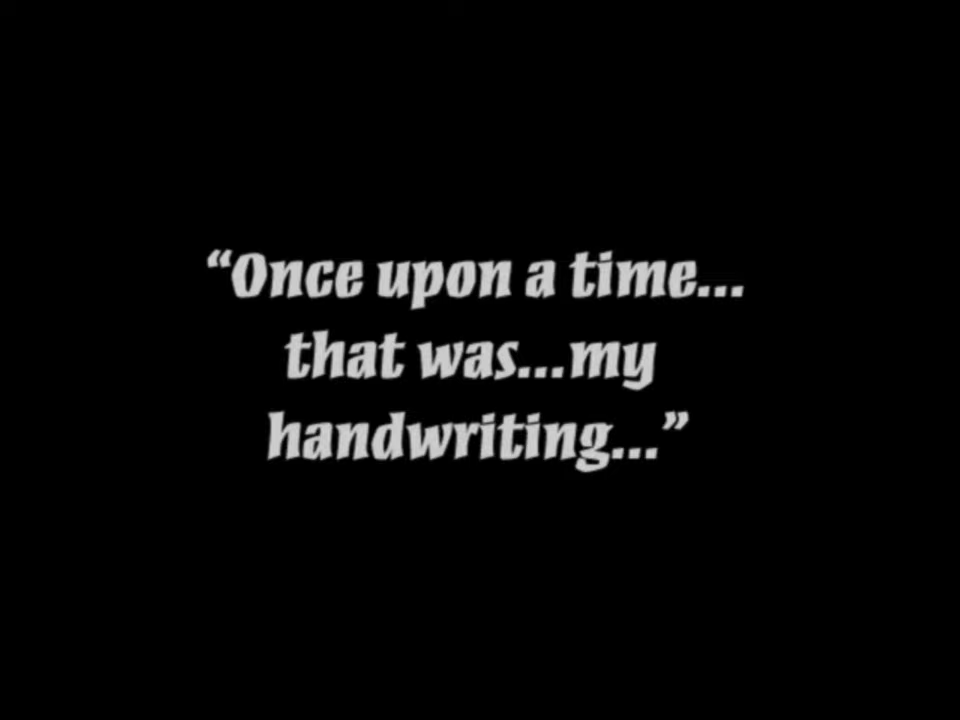 “Once upon a time...
that was...my
handwriting...”